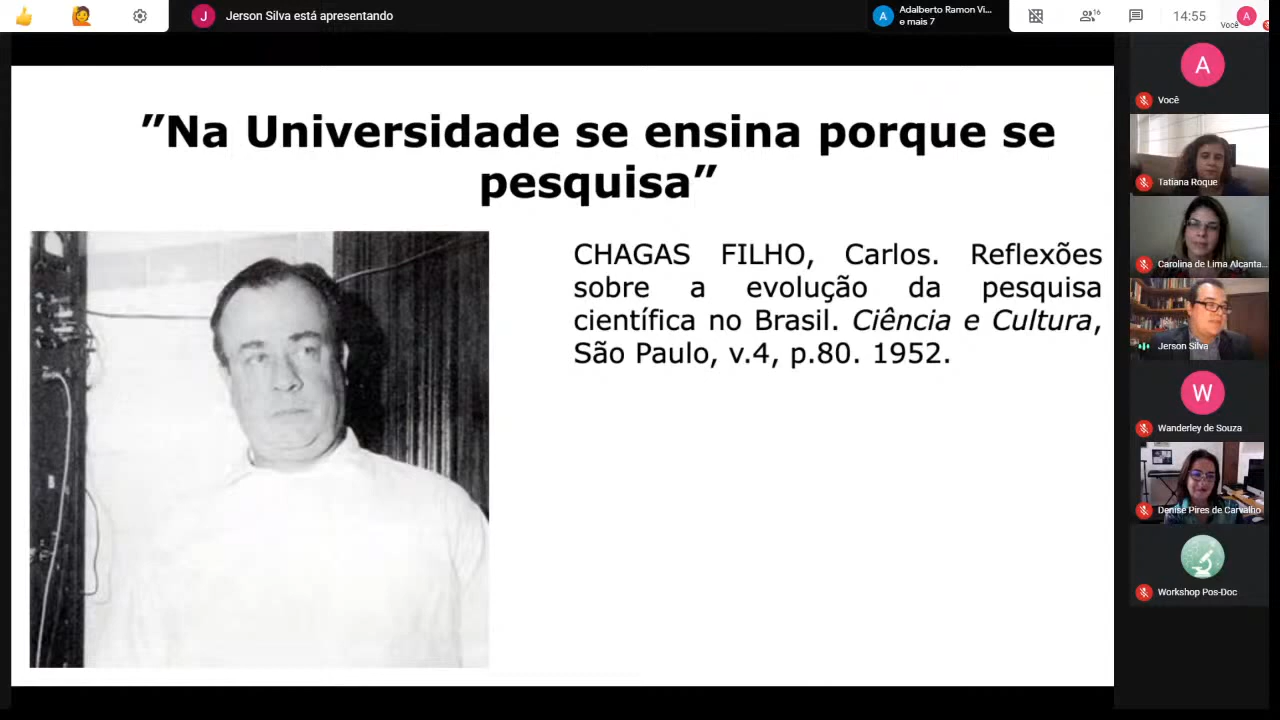 J Jerson Silva está apresentando
A Adalberto Ramon Vi...
e mais 7
16
14:55
Você
A
”Na Universidade se ensina porque se
pesquisa”
CHAGAS FILHO, Carlos. Reflexões
sobre a evolução da pesquisa
científica no Brasil. Ciência e Cultura,
São Paulo, v.4, p.80. 1952.
A
Você
Tatiana Roque
Carolina de Lima Alcanta...
Jerson Silva
W
Wanderley de Souza
Denise Pires de Carvalho
Workshop Pos-Doc